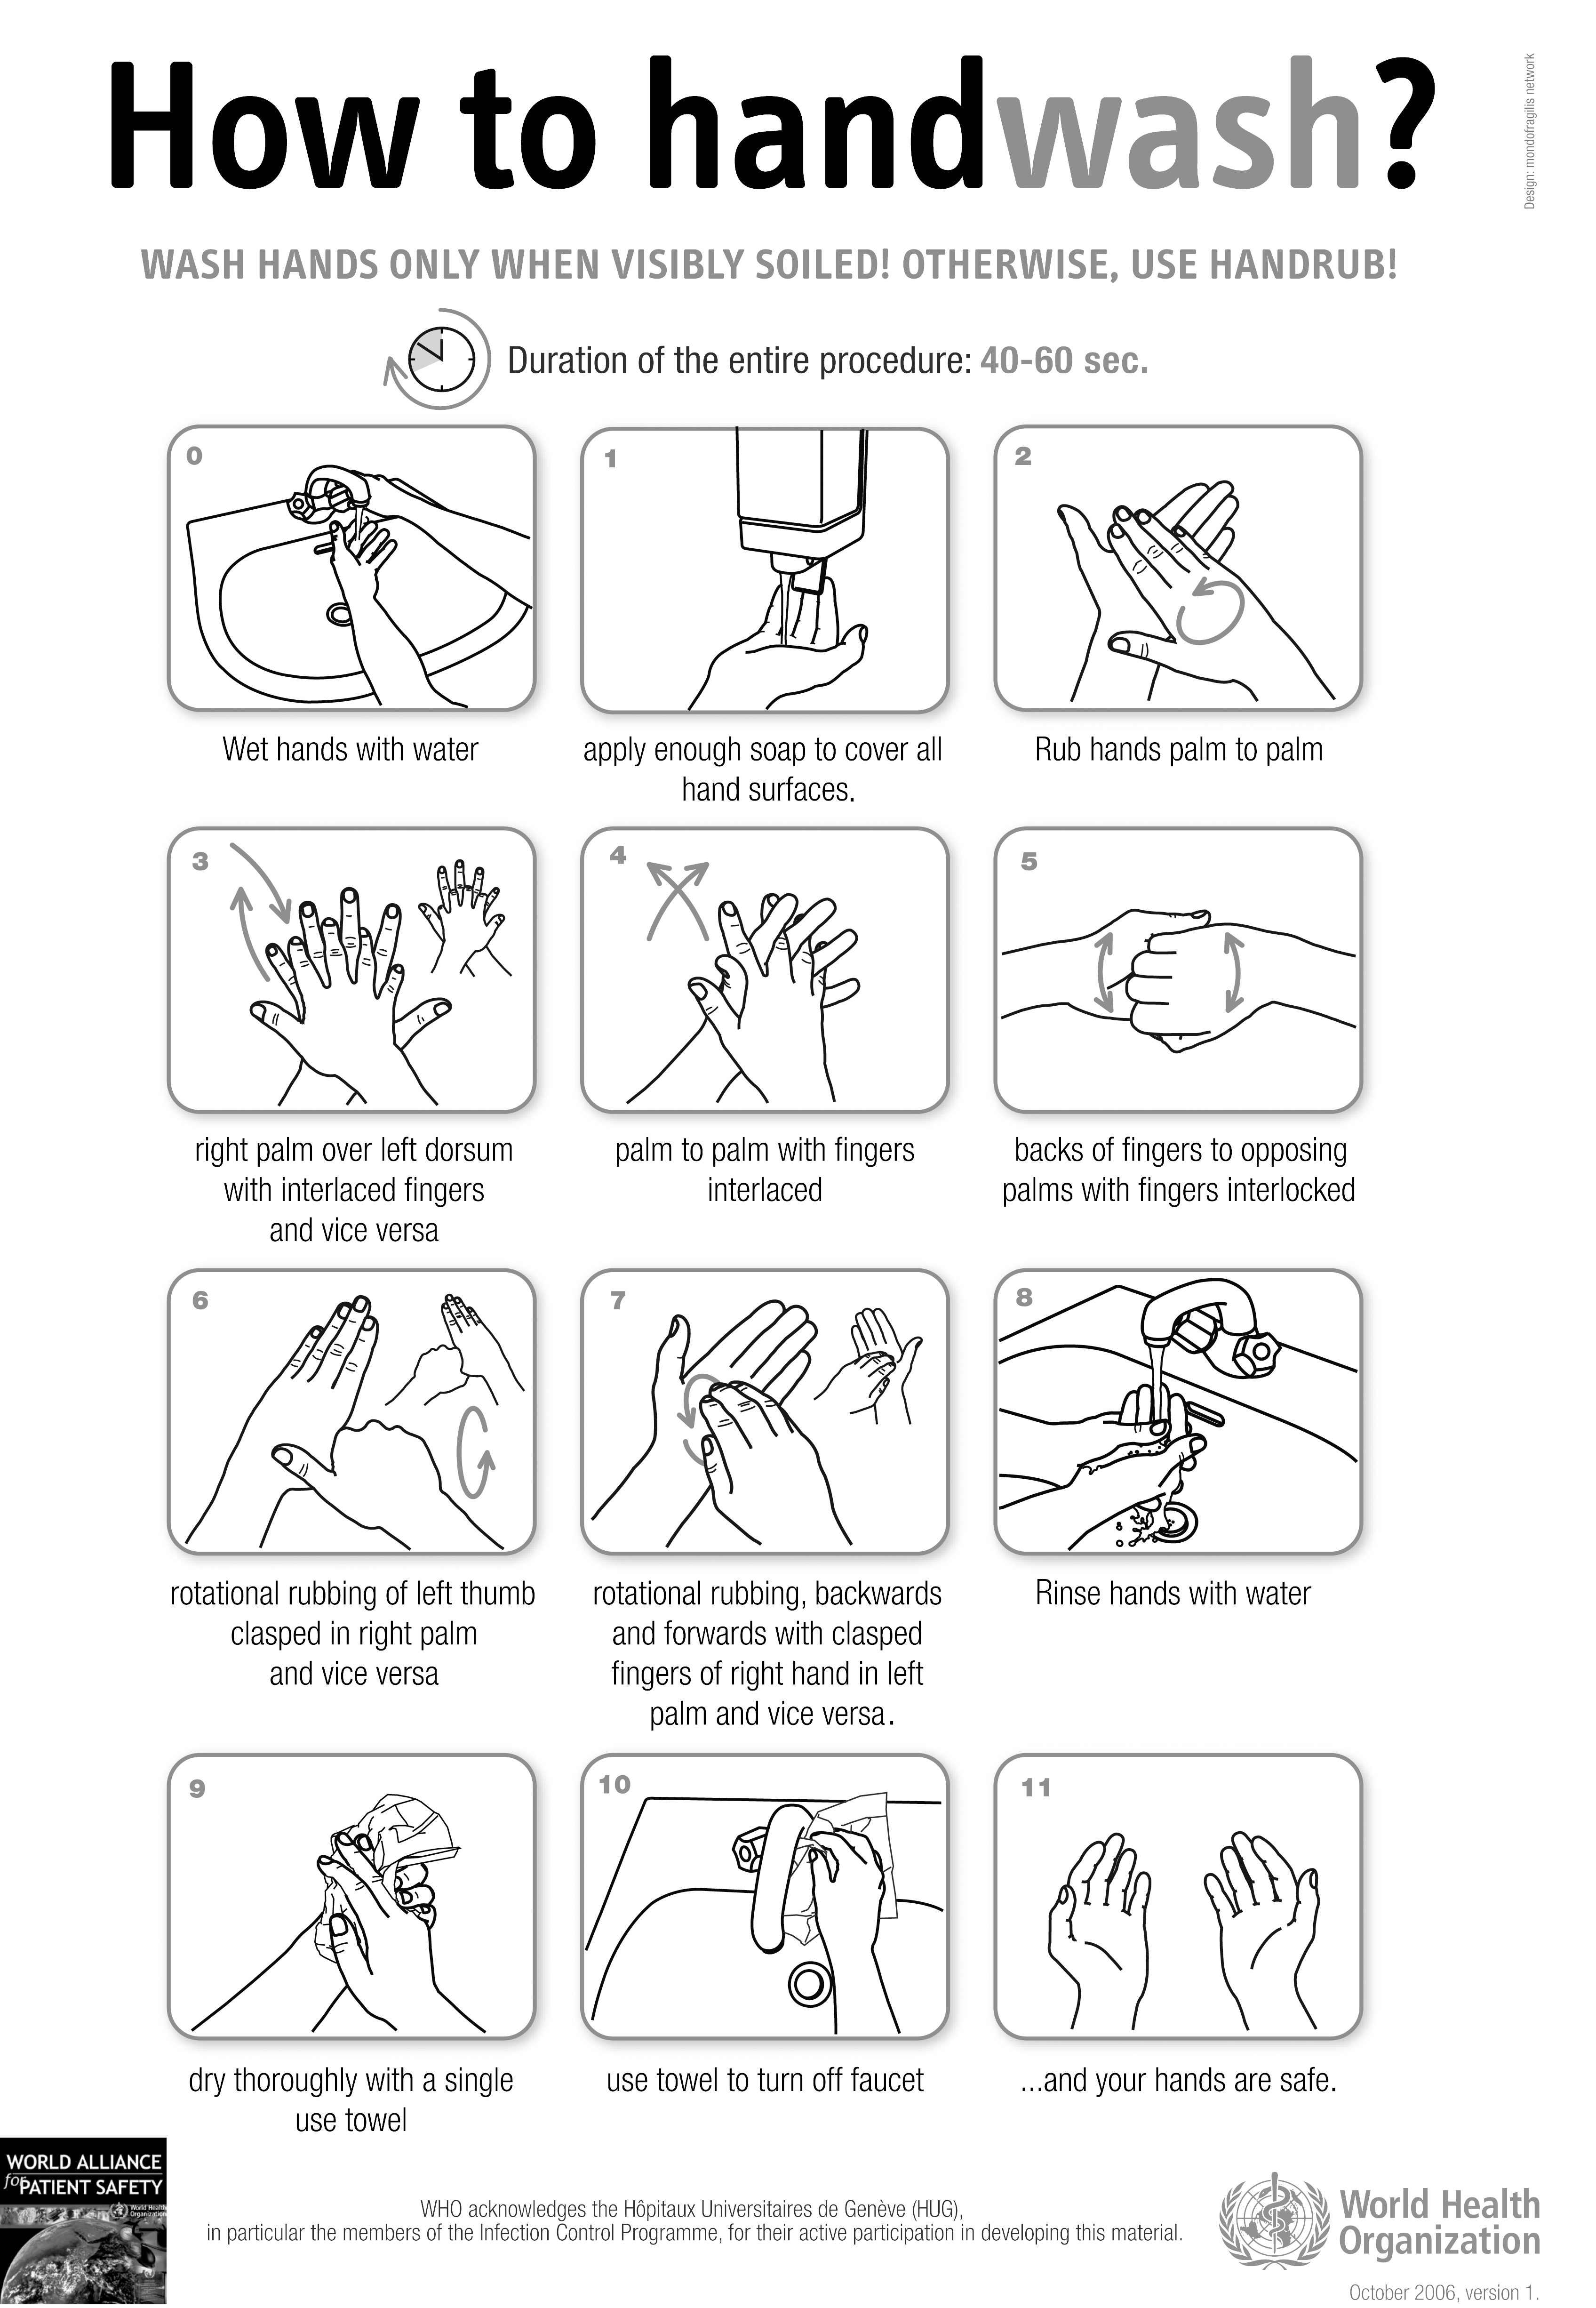 How to handwash?
Design: mondofragilis network
WASH HANDS ONLY WHEN VISIBLY SOILED! OTHERWISE, USE HANDRUB!
Duration of the entire procedure: 40-60 sec.
0
Wet hands with water
1
apply enough soap to cover all
hand surfaces.
2
Rub hands palm to palm
3
right palm over left dorsum
with interlaced fingers
and vice versa
4
palm to palm with fingers
interlaced
5
backs of fingers to opposing
palms with fingers interlocked
6
rotational rubbing of left thumb
clasped in right palm
and vice versa
7
rotational rubbing, backwards
and forwards with clasped
fingers of right hand in left
palm and vice versa.
8
Rinse hands with water
9
dry thoroughly with a single
use towel
10
use towel to turn off faucet
11
...and your hands are safe.
WORLD ALLIANCE
for PATIENT SAFETY
World Health
Organization
WHO acknowledges the Hôpitaux Universitaires de Genève (HUG),
in particular the members of the Infection Control Programme, for their active participation in developing this material.
World Health
Organization
October 2006, version 1.